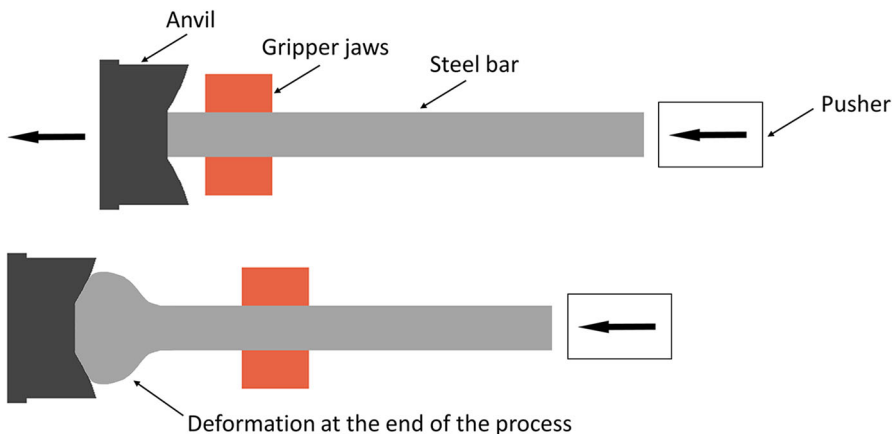 Anvil
Gripper jaws
Steel bar
Pusher
Deformation at the end of the process